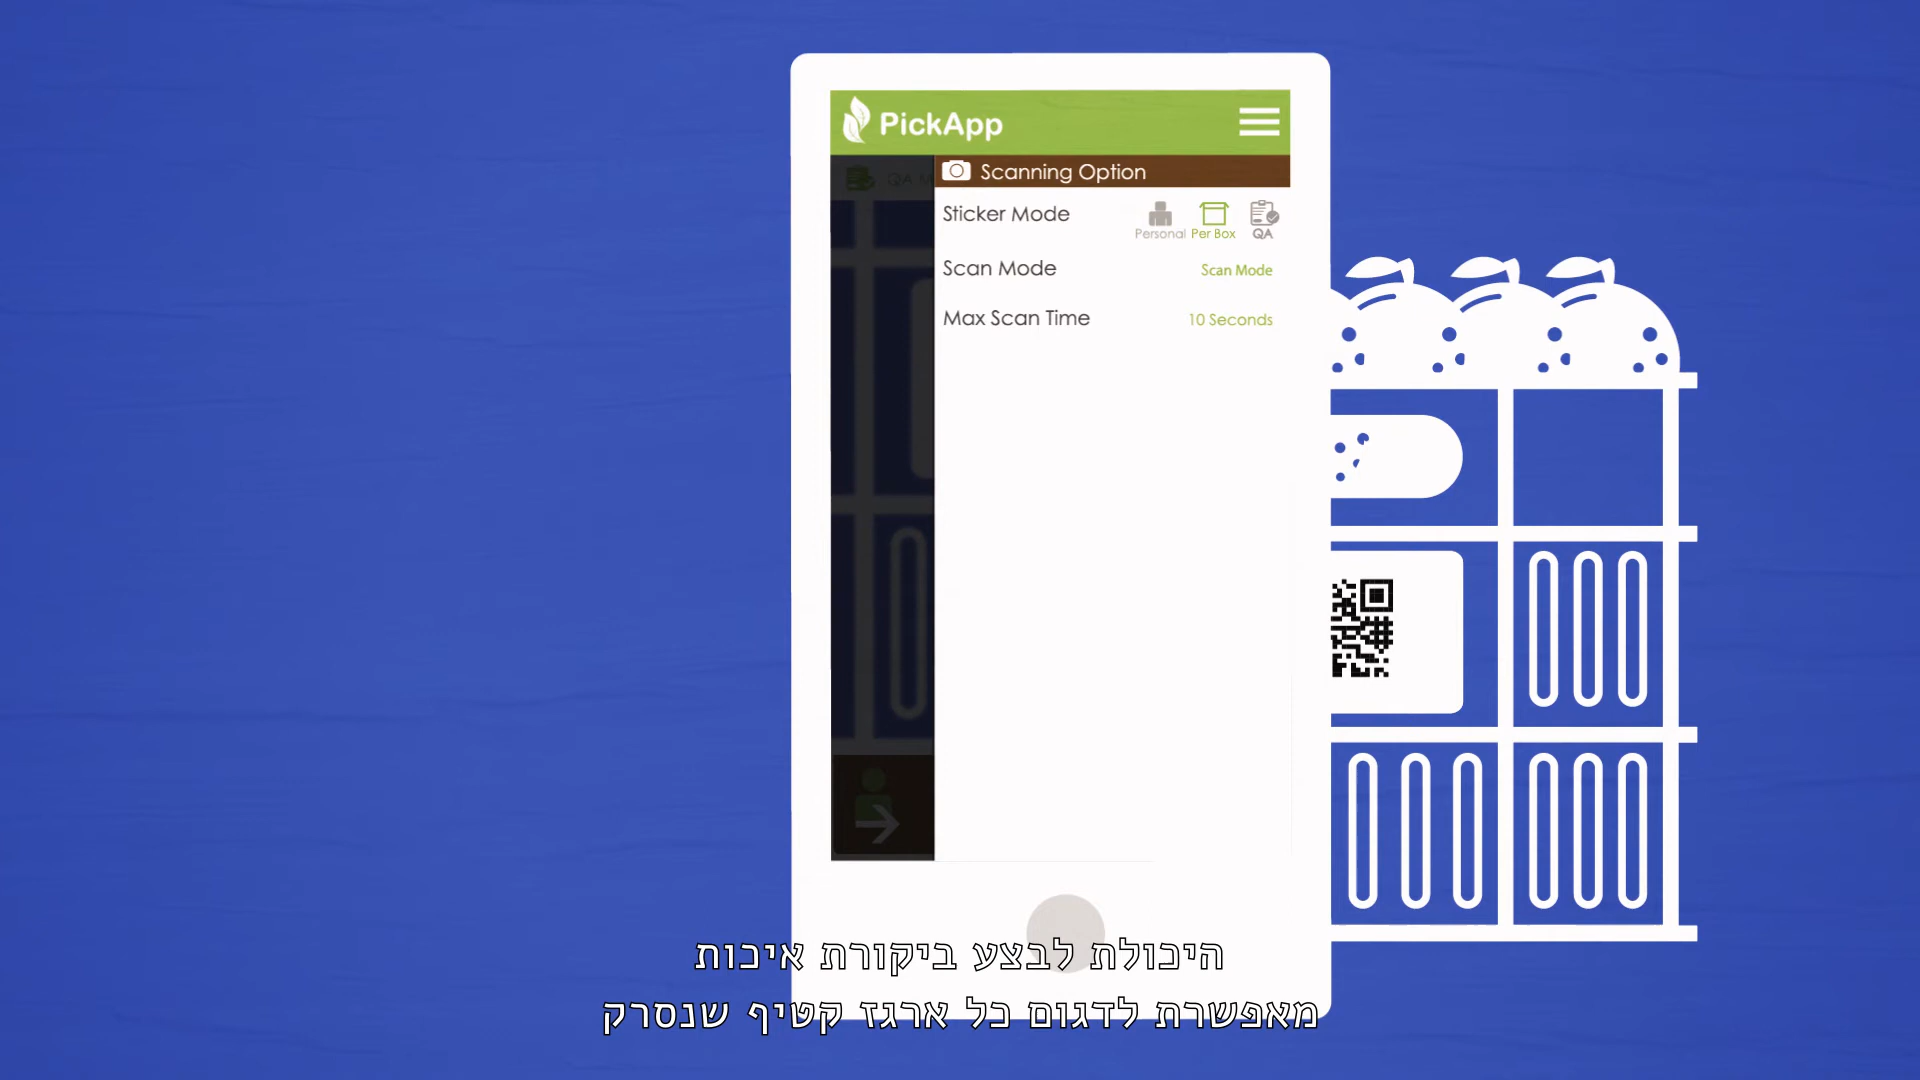 PickApp
QA M
Scanning Option
Sticker Mode
Personal Per Box QA
Scan Mode Scan Mode
Max Scan Time 10 Seconds
היכולת לבצע ביקורת איכות
מאפשרת לדגום כל ארגז קטיף שנסרק